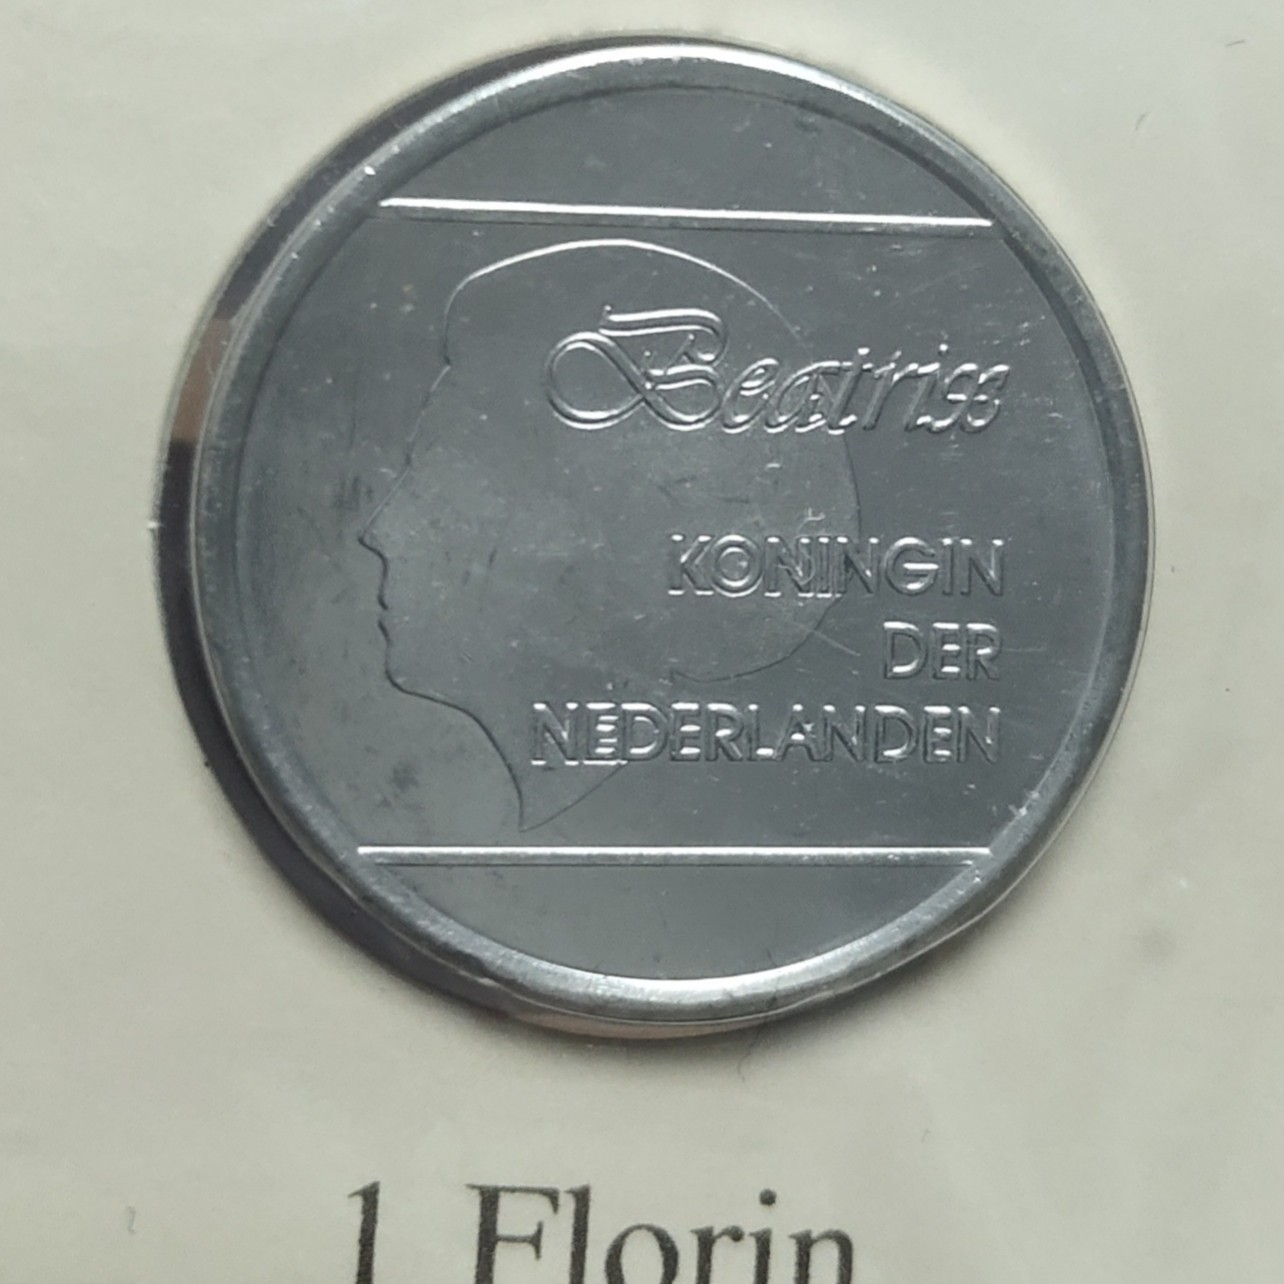 Beatrix
KONINGIN
DER
NEDERLANDEN
1 Florin